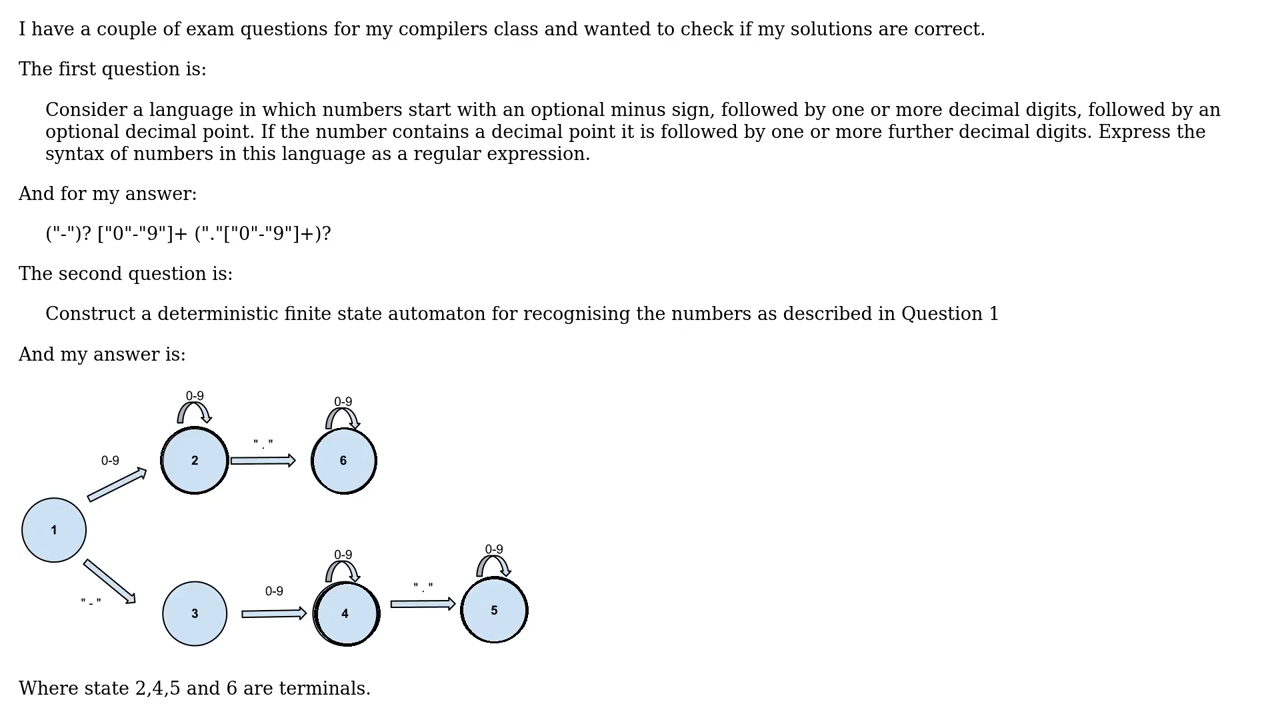 I have a couple of exam questions for my compilers class and wanted to check if my solutions are correct.
The first question is:
Consider a language in which numbers start with an optional minus sign, followed by one or more decimal digits, followed by an
optional decimal point. If the number contains a decimal point it is followed by one or more further decimal digits. Express the
syntax of numbers in this language as a regular expression.
And for my answer:
("-")? ["0"-"9"]+ ("."["0"-"9"]+)?
The second question is:
Construct a deterministic finite state automaton for recognising the numbers as described in Question 1
And my answer is:
0-9
0-9
" . "
0-9
2
6
1
0-9
0-9
0-9
" . "
" - "
3
4
5
Where state 2,4,5 and 6 are terminals.